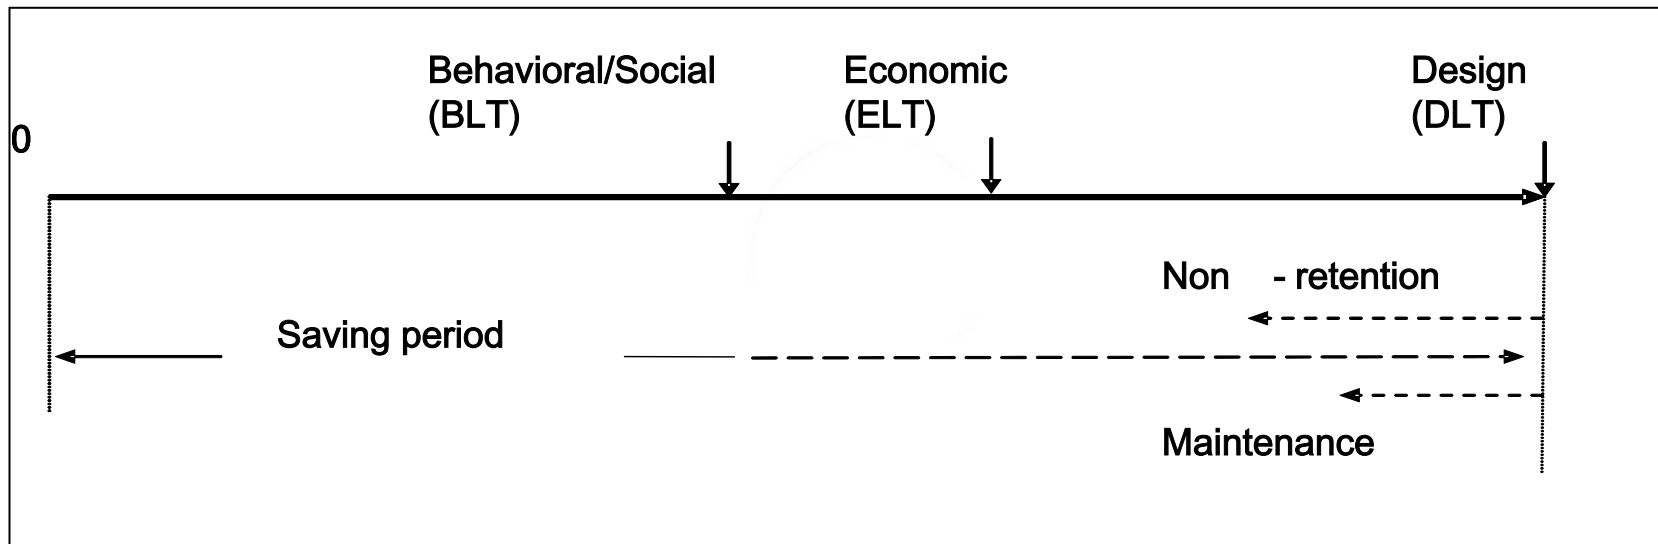 Behavioral/Social
(BLT)
Economic
(ELT)
Design
(DLT)
0
Non - retention
Saving period
Maintenance